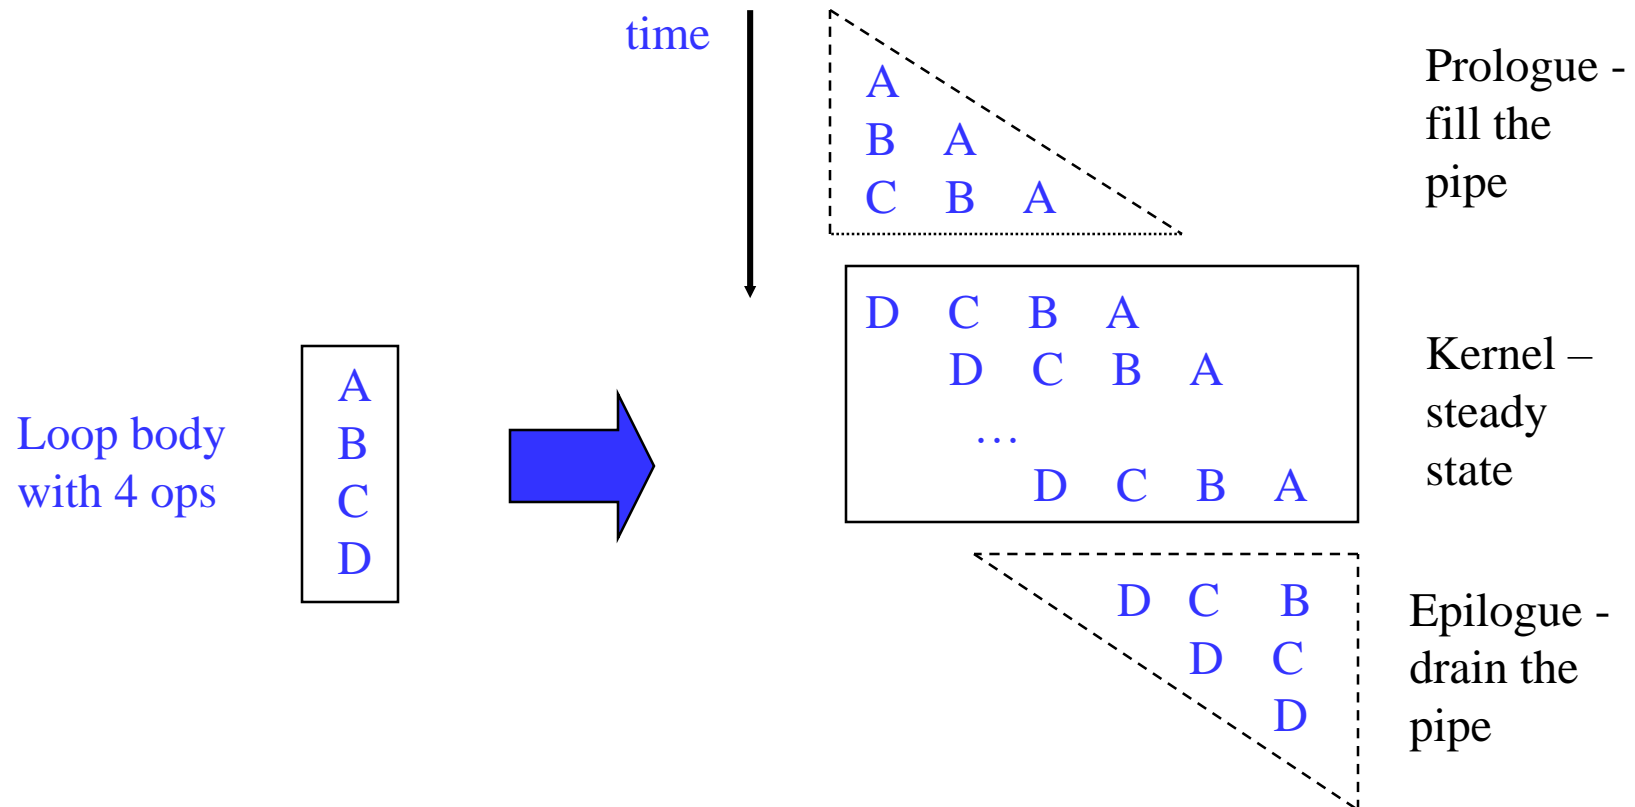 time
A
B A
C B A
Prologue -
fill the
pipe
Loop body
with 4 ops
A
B
C
D
D C B A
D C B A
…
D C B A
Kernel –
steady
state
D C B
D C
D
Epilogue -
drain the
pipe